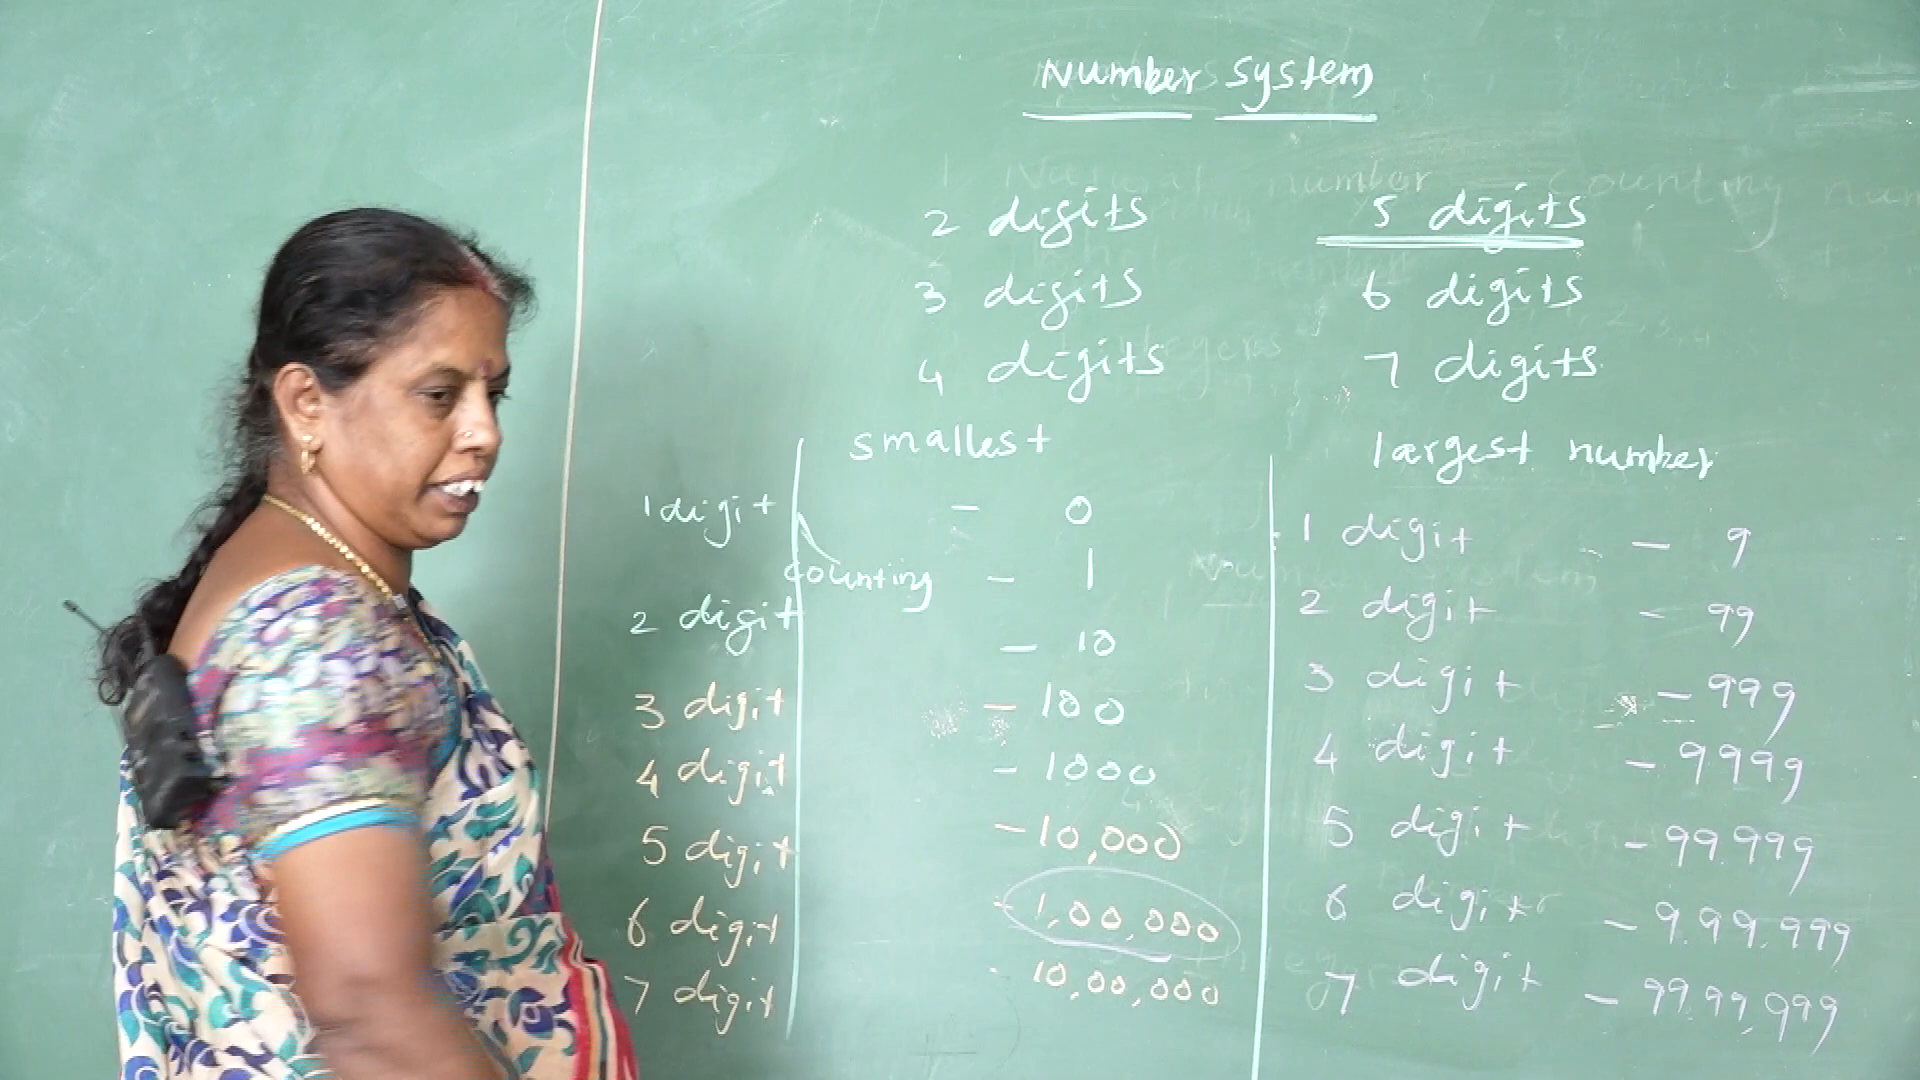 Number System
2 digits 5 digits
3 digits 6 digits
4 digits 7 digits
smallest largest number
1 digit - 0 1 digit - 9
counting - 1
2 digit - 10 2 digit - 99
3 digit - 100 3 digit - 999
4 digit - 1000 4 digit - 9999
5 digit - 10,000 5 digit - 99,999
6 digit - 1,00,000 6 digit - 9,99,999
7 digit - 10,00,000 7 digit - 99,99,999